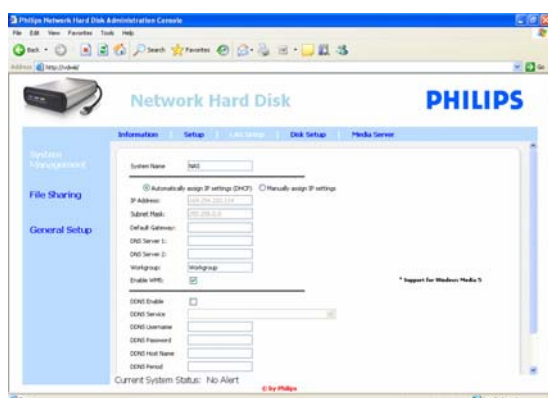 Philips Network Hard Disk Administration Console
File Edit View Favorites Tools Help
Back Search Favorites
Address http://nas/ Go
Network Hard Disk PHILIPS
Information Setup LAN Setup Disk Setup Media Server
System Management
File Sharing
General Setup
System Name NAS
Automatically assign IP settings (DHCP) Manually assign IP settings
IP Address:
Subnet Mask: 255.255.0.0
Default Gateway:
DNS Server 1:
DNS Server 2:
Workgroup: Workgroup
Enable WMS: * Support for Windows Media 5
DDNS Enable
DDNS Service
DDNS Username
DDNS Password
DDNS Host Name
DDNS Period
Current System Status: No Alert
© by Philips